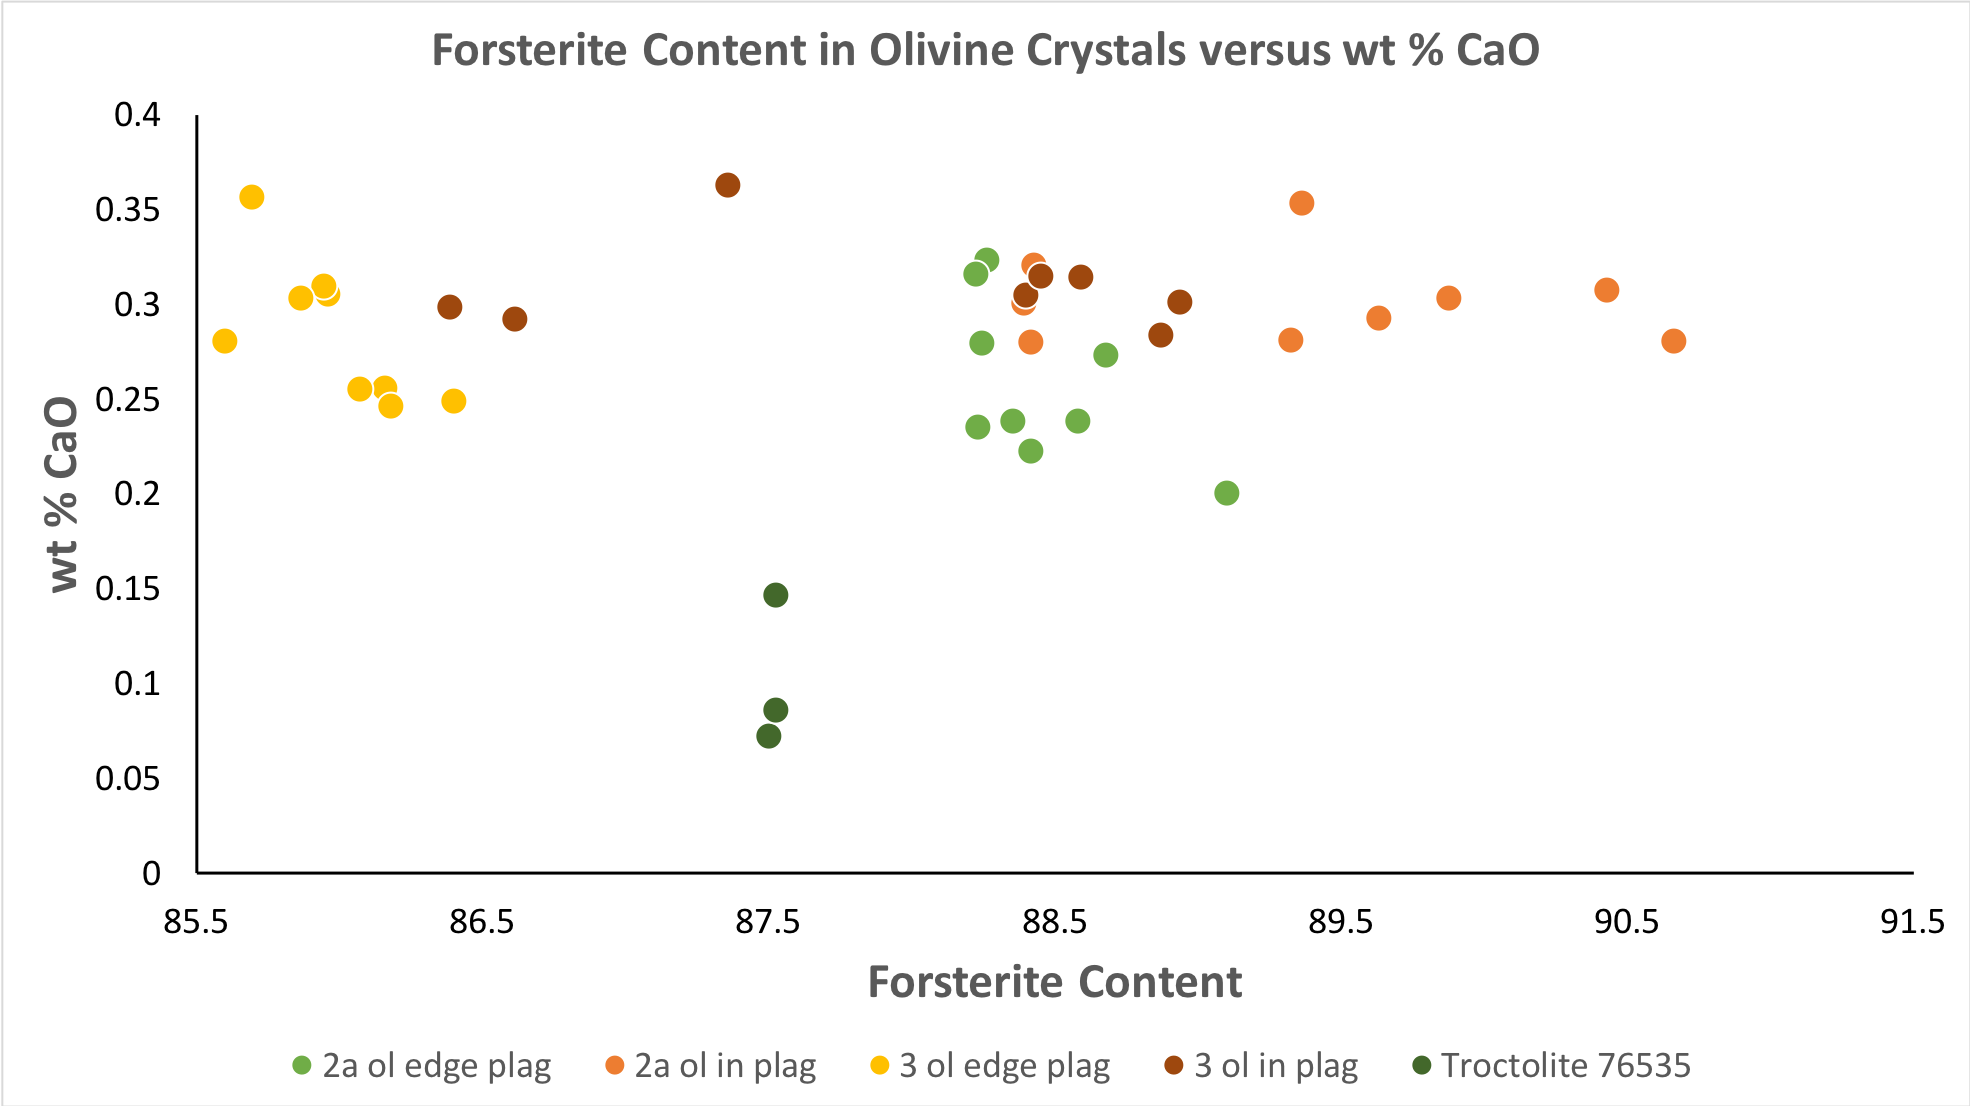 Forsterite Content in Olivine Crystals versus wt % CaO
0.4
0.35
0.3
0.25
0.2
0.15
0.1
0.05
0
wt % CaO
85.5 86.5 87.5 88.5 89.5 90.5 91.5
Forsterite Content
2a ol edge plag 2a ol in plag 3 ol edge plag 3 ol in plag Troctolite 76535